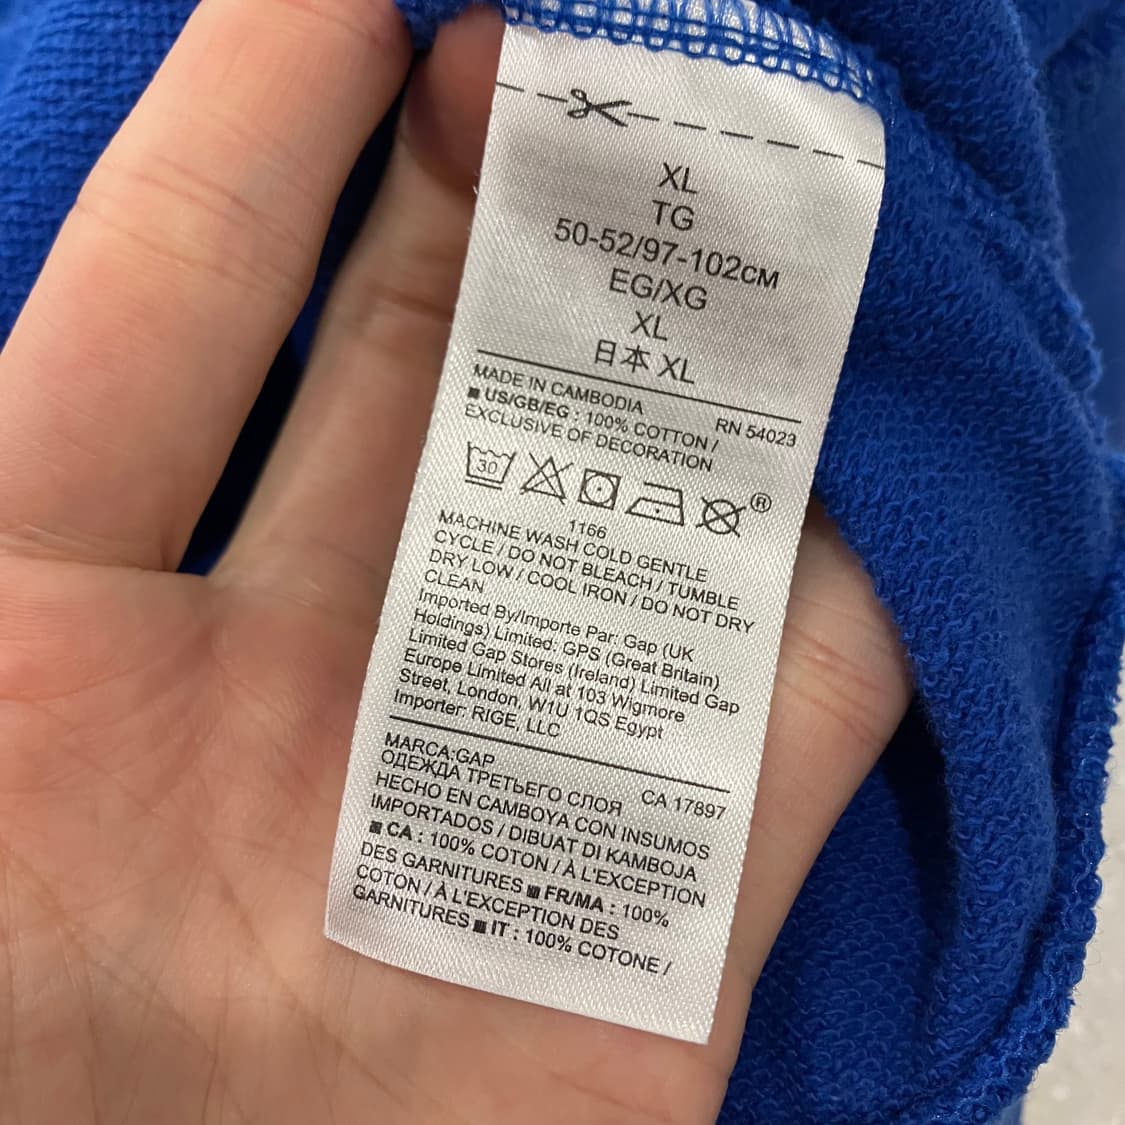 XL
TG
50-52/97-102CM
EG/XG
XL
日本 XL
MADE IN CAMBODIA
RN 54023
■ US/GB/EG : 100% COTTON /
EXCLUSIVE OF DECORATION
30
®
1166
MACHINE WASH COLD GENTLE
CYCLE / DO NOT BLEACH / TUMBLE
DRY LOW / COOL IRON / DO NOT DRY
CLEAN
Imported By/Importe Par: Gap (UK
Holdings) Limited: GPS (Great Britain)
Limited Gap Stores (Ireland) Limited Gap
Europe Limited All at 103 Wigmore
Street, London, W1U 1QS Egypt
Importer: RIGE, LLC
MARCA:GAP
CA 17897
ОДЕЖДА ТРЕТЬЕГО СЛОЯ
HECHO EN CAMBOYA CON INSUMOS
IMPORTADOS / DIBUAT DI KAMBOJA
■ CA : 100% COTON / À L'EXCEPTION
DES GARNITURES ■ FR/MA : 100%
COTON / À L'EXCEPTION DES
GARNITURES ■ IT : 100% COTONE /